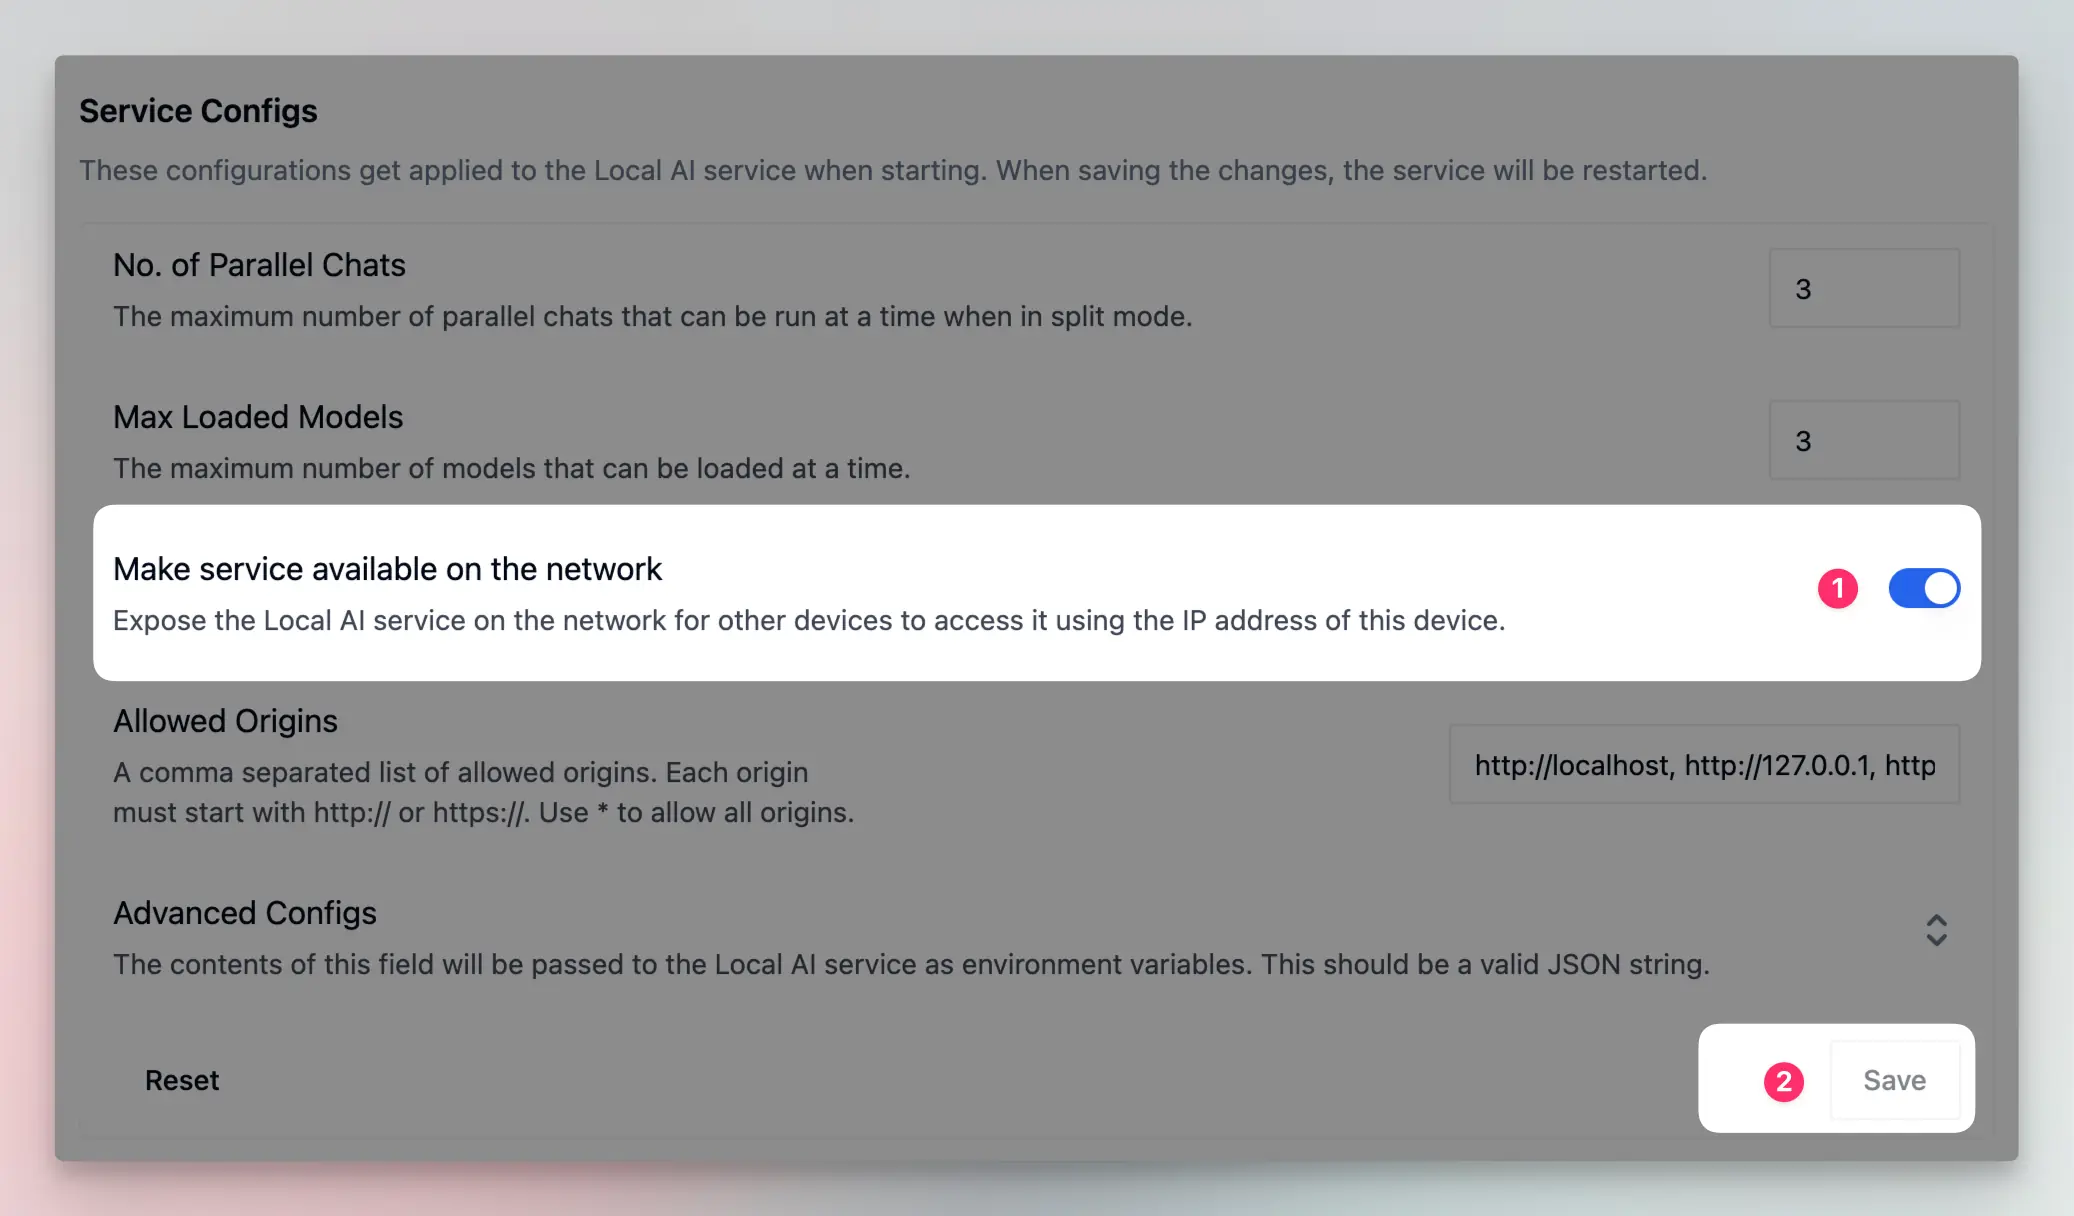 Service Configs
These configurations get applied to the Local AI service when starting. When saving the changes, the service will be restarted.
No. of Parallel Chats
3
The maximum number of parallel chats that can be run at a time when in split mode.
Max Loaded Models
3
The maximum number of models that can be loaded at a time.
Make service available on the network
1
Expose the Local AI service on the network for other devices to access it using the IP address of this device.
Allowed Origins
http://localhost, http://127.0.0.1, http
A comma separated list of allowed origins. Each origin
must start with http:// or https://. Use * to allow all origins.
Advanced Configs
The contents of this field will be passed to the Local AI service as environment variables. This should be a valid JSON string.
Reset
2
Save